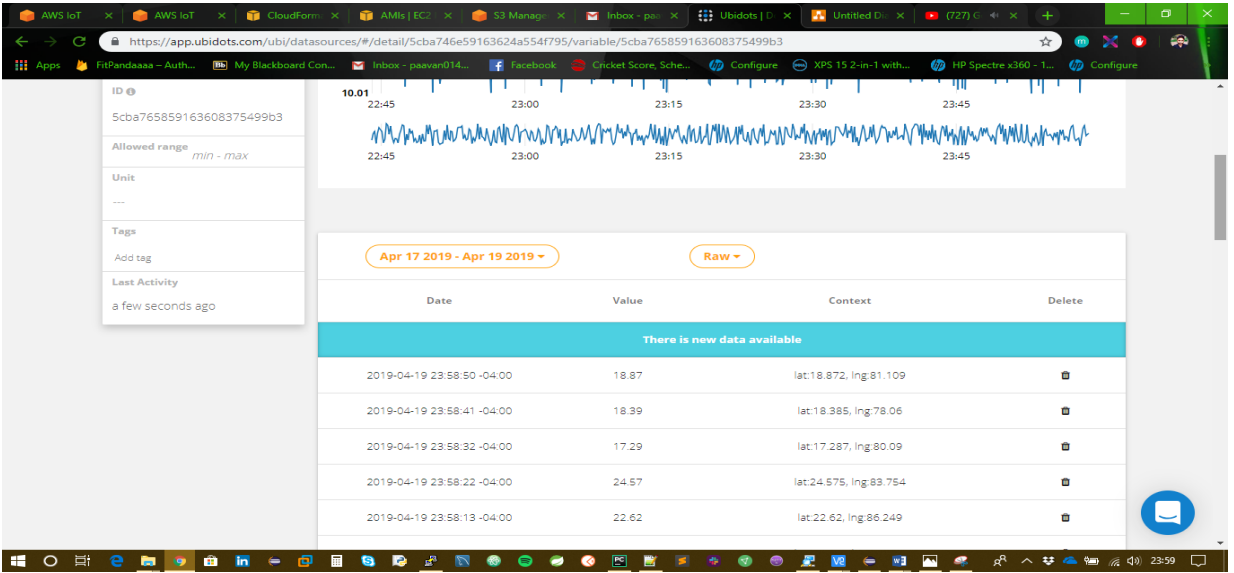 AWS IoT AWS IoT CloudForm AMIs | EC2 S3 Manage Inbox - paa Ubidots | D Untitled Di (727) G
https://app.ubidots.com/ubi/datasources/#/detail/5cba746e59163624a554f795/variable/5cba765859163608375499b3
Apps FitPandaaaa – Auth... My Blackboard Con... Inbox - paavan014... Facebook Cricket Score, Sche... Configure XPS 15 2-in-1 with... HP Spectre x360 - 1... Configure
ID
5cba765859163608375499b3
Allowed range
min - max
Unit
---
Tags
Add tag
Last Activity
a few seconds ago
10.01
22:45 23:00 23:15 23:30 23:45
22:45 23:00 23:15 23:30 23:45
Apr 17 2019 - Apr 19 2019 Raw
Date Value Context Delete
There is new data available
2019-04-19 23:58:50 -04:00 18.87 lat:18.872, lng:81.109
2019-04-19 23:58:41 -04:00 18.39 lat:18.385, lng:78.06
2019-04-19 23:58:32 -04:00 17.29 lat:17.287, lng:80.09
2019-04-19 23:58:22 -04:00 24.57 lat:24.575, lng:83.754
2019-04-19 23:58:13 -04:00 22.62 lat:22.62, lng:86.249
23:59